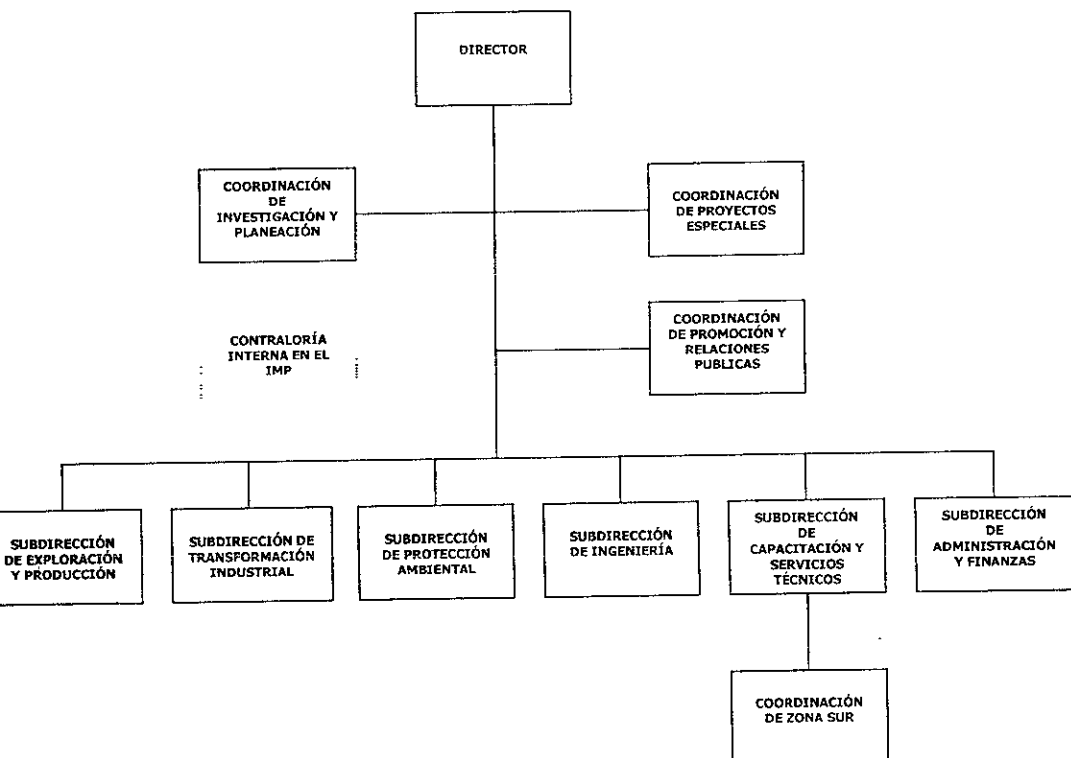 DIRECTOR
COORDINACIÓN
DE
INVESTIGACIÓN Y
PLANEACIÓN
COORDINACIÓN
DE PROYECTOS
ESPECIALES
CONTRALORÍA
INTERNA EN EL
IMP
COORDINACIÓN
DE PROMOCIÓN Y
RELACIONES
PUBLICAS
SUBDIRECCIÓN
DE EXPLORACIÓN
Y PRODUCCIÓN
SUBDIRECCIÓN DE
TRANSFORMACIÓN
INDUSTRIAL
SUBDIRECCIÓN
DE PROTECCIÓN
AMBIENTAL
SUBDIRECCIÓN
DE INGENIERÍA
SUBDIRECCIÓN
DE
CAPACITACIÓN Y
SERVICIOS
TÉCNICOS
SUBDIRECCIÓN
DE
ADMINISTRACIÓN
Y FINANZAS
COORDINACIÓN
DE ZONA SUR